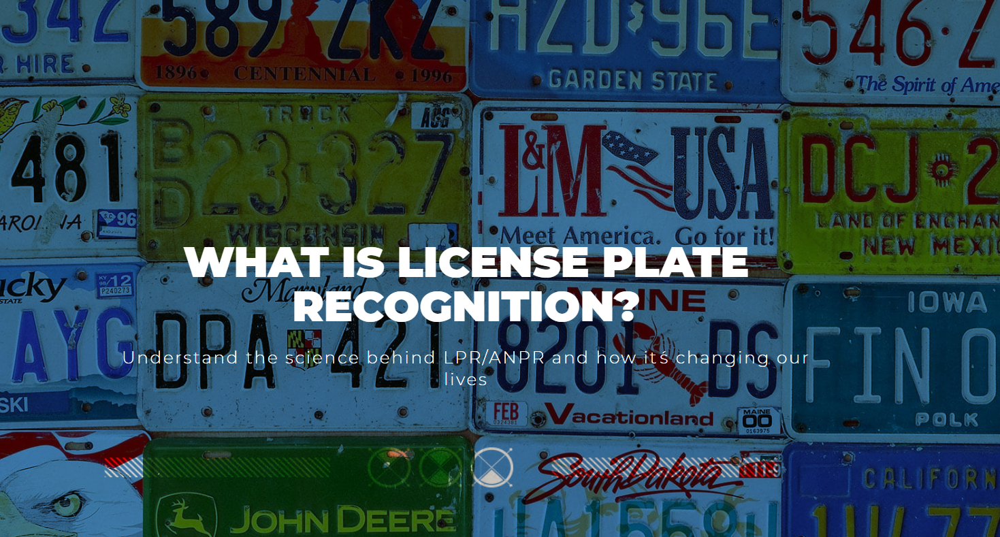 342
589 ZKZ
HZD 96E
546·Z
R HIRE
1896 CENTENNIAL 1996
GARDEN STATE
The Spirit of Ame
TRUCK
AUG
481
B
D
23·327
L&M USA
DCJ 2
S.C. 96
WISCONSIN
Meet America. Go for it!
LAND OF ENCHAN
NEW MEXIC
WHAT IS LICENSE PLATE
RECOGNITION?
ucky
STATE
KY 12
98
P240273
Maryland
MAINE
IOWA
AYG
DPA 421
8201 DS
FIN O
Understand the science behind LPR/ANPR and how it´s changing our
lives
SKI
FEB
0324381
Vacationland
MAINE
00
0163975
POLK
South Dakota
CALIFORN
JOHN DEERE